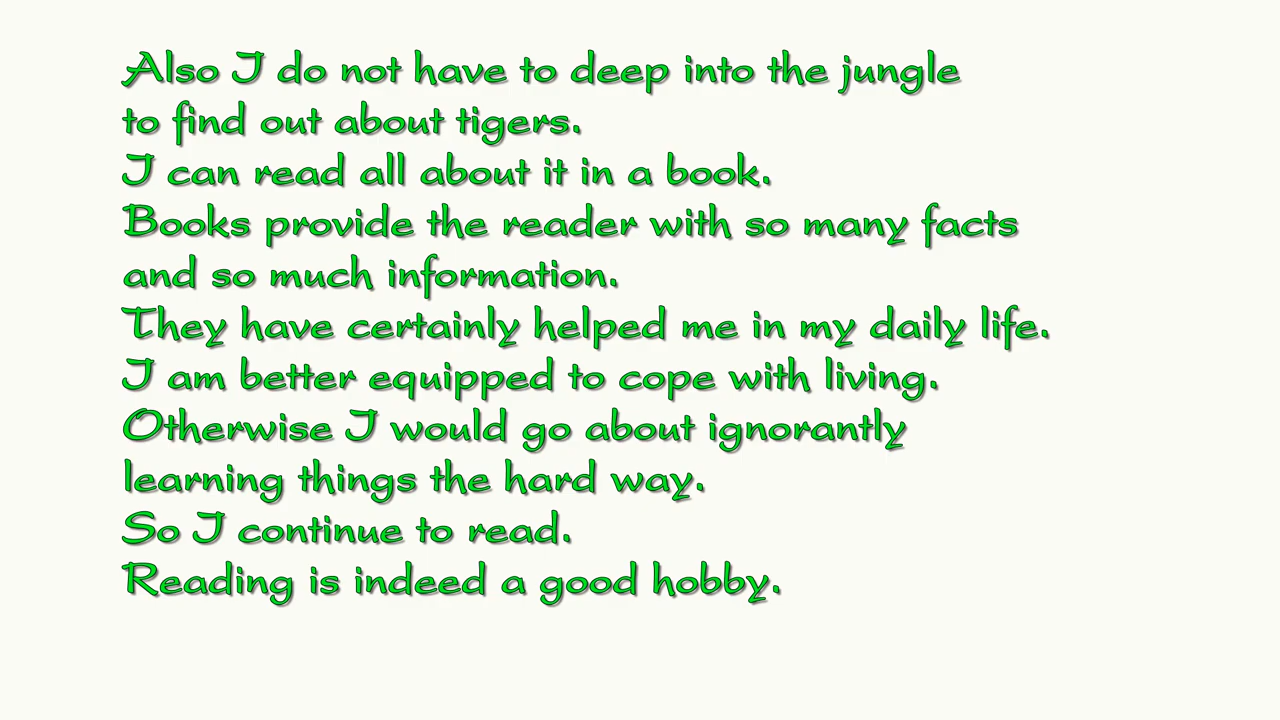 Also I do not have to deep into the jungle
to find out about tigers.
I can read all about it in a book.
Books provide the reader with so many facts
and so much information.
They have certainly helped me in my daily life.
I am better equipped to cope with living.
Otherwise I would go about ignorantly
learning things the hard way.
So I continue to read.
Reading is indeed a good hobby.